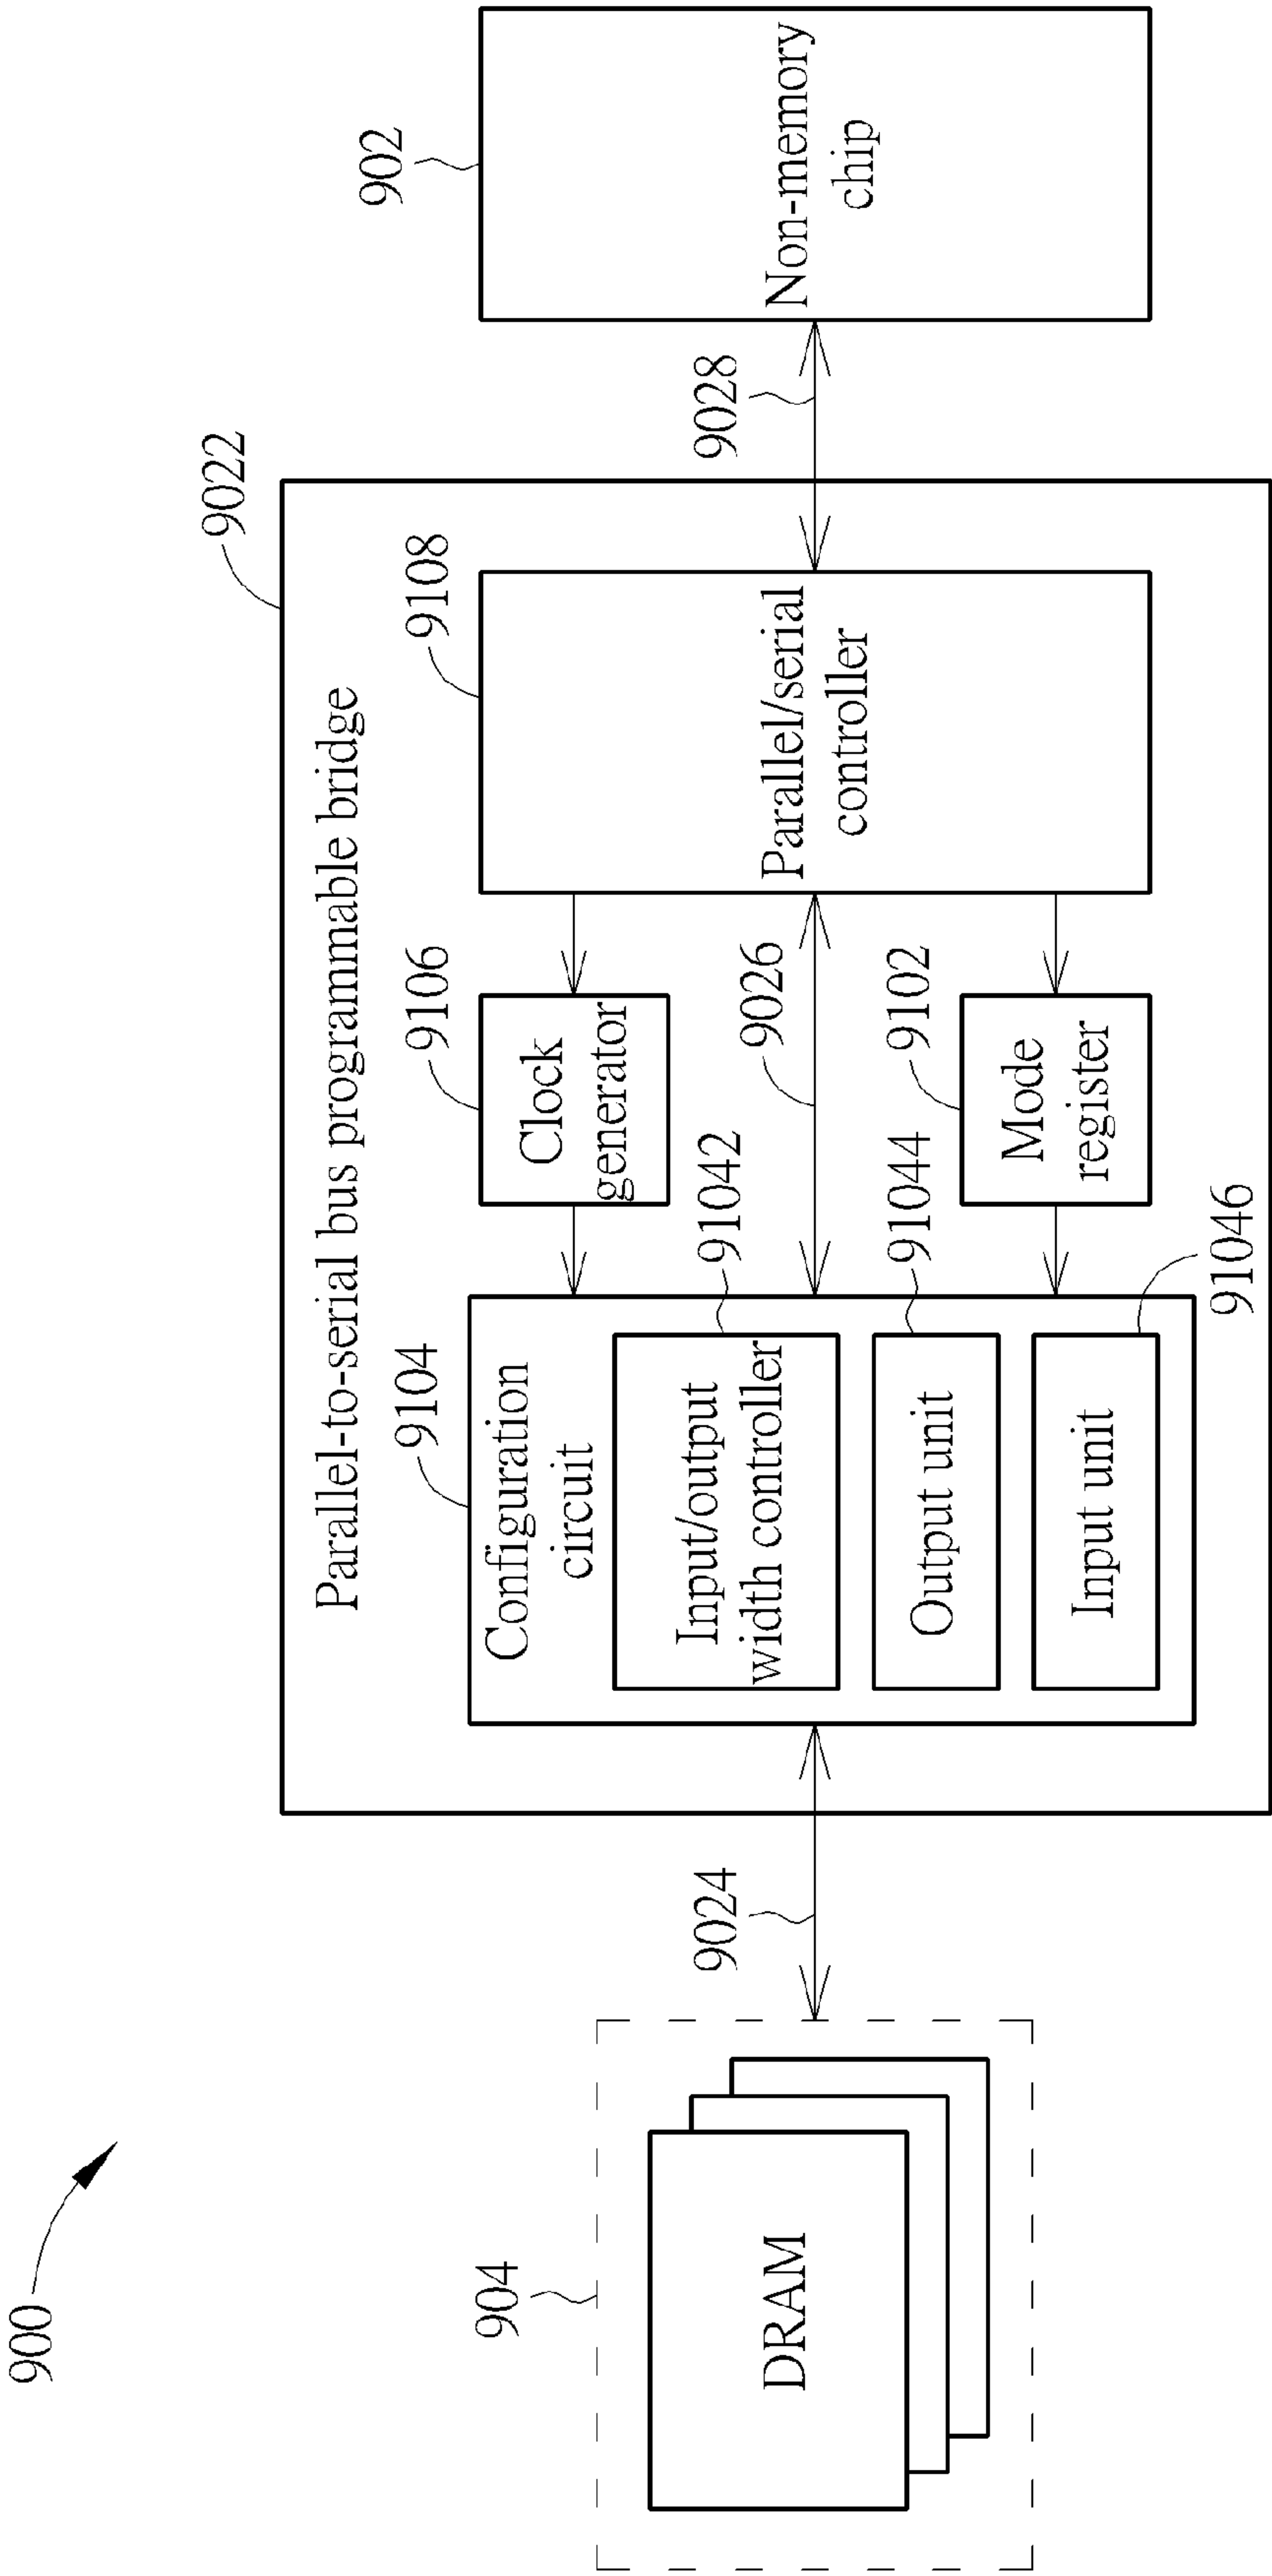 900
904
DRAM
9024
9022
Parallel-to-serial bus programmable bridge
9104
Configuration
circuit
Input/output
width controller
91042
Output unit
91044
Input unit
91046
9106
Clock
generator
9026
9102
Mode
register
9108
Parallel/serial
controller
9028
902
Non-memory
chip